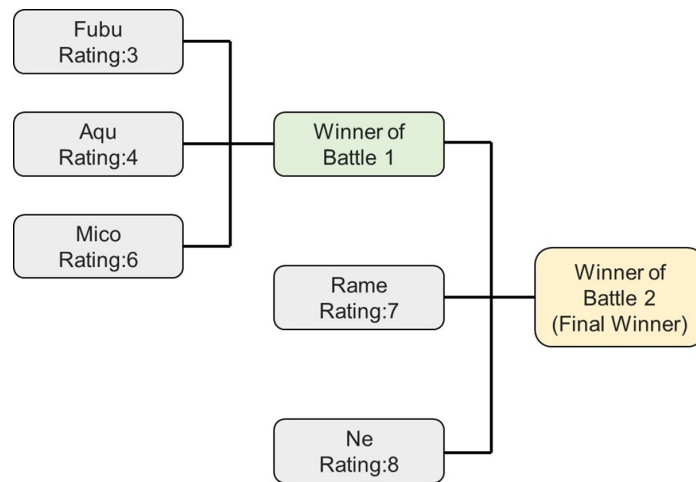 Fubu
Rating:3
Aqu
Rating:4
Winner of
Battle 1
Mico
Rating:6
Rame
Rating:7
Winner of
Battle 2
(Final Winner)
Ne
Rating:8